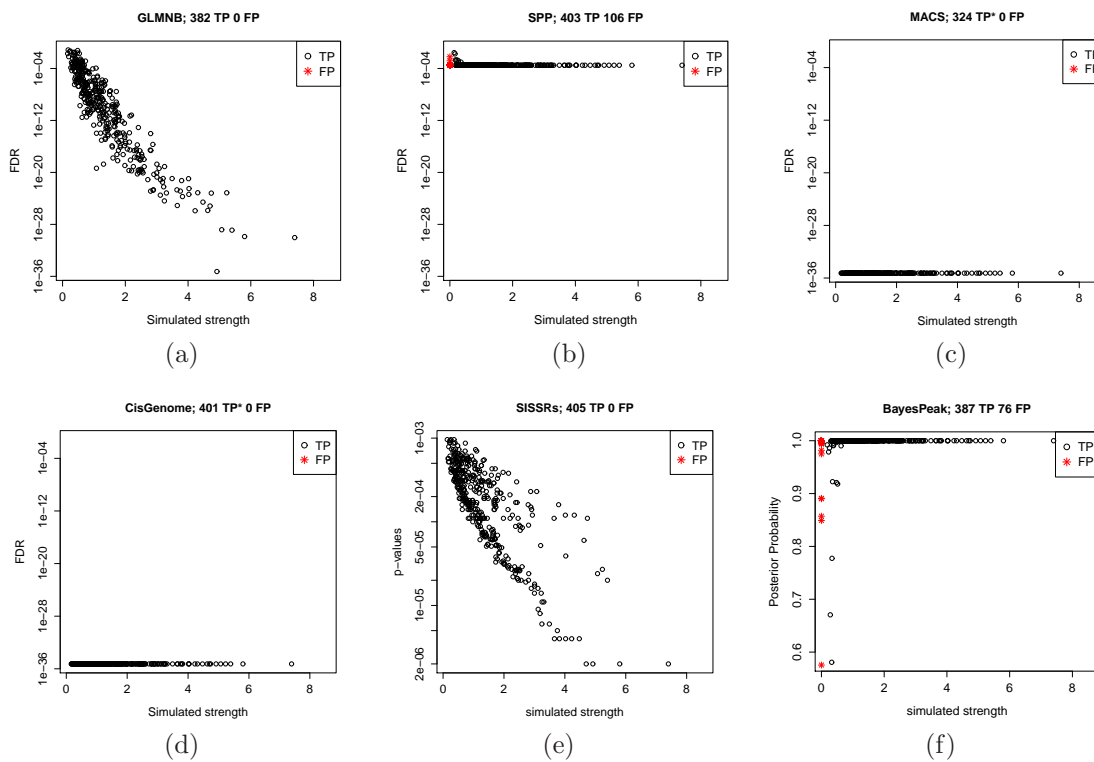 GLMNB; 382 TP 0 FP
FDR
1e−04
1e−12
1e−20
1e−28
1e−36
TP
FP
0 2 4 6 8
Simulated strength
(a)
SPP; 403 TP 106 FP
FDR
1e−04
1e−12
1e−20
1e−28
1e−36
TP
FP
0 2 4 6 8
Simulated strength
(b)
MACS; 324 TP* 0 FP
FDR
1e−04
1e−12
1e−20
1e−28
1e−36
TP
FP
0 2 4 6 8
Simulated strength
(c)
CisGenome; 401 TP* 0 FP
FDR
1e−04
1e−12
1e−20
1e−28
1e−36
TP
FP
0 2 4 6 8
Simulated strength
(d)
SISSRs; 405 TP 0 FP
p−values
1e−03
2e−04
5e−05
1e−05
2e−06
TP
FP
0 2 4 6 8
simulated strength
(e)
BayesPeak; 387 TP 76 FP
Posterior Probability
1.0
0.9
0.8
0.7
0.6
TP
FP
0 2 4 6 8
simulated strength
(f)